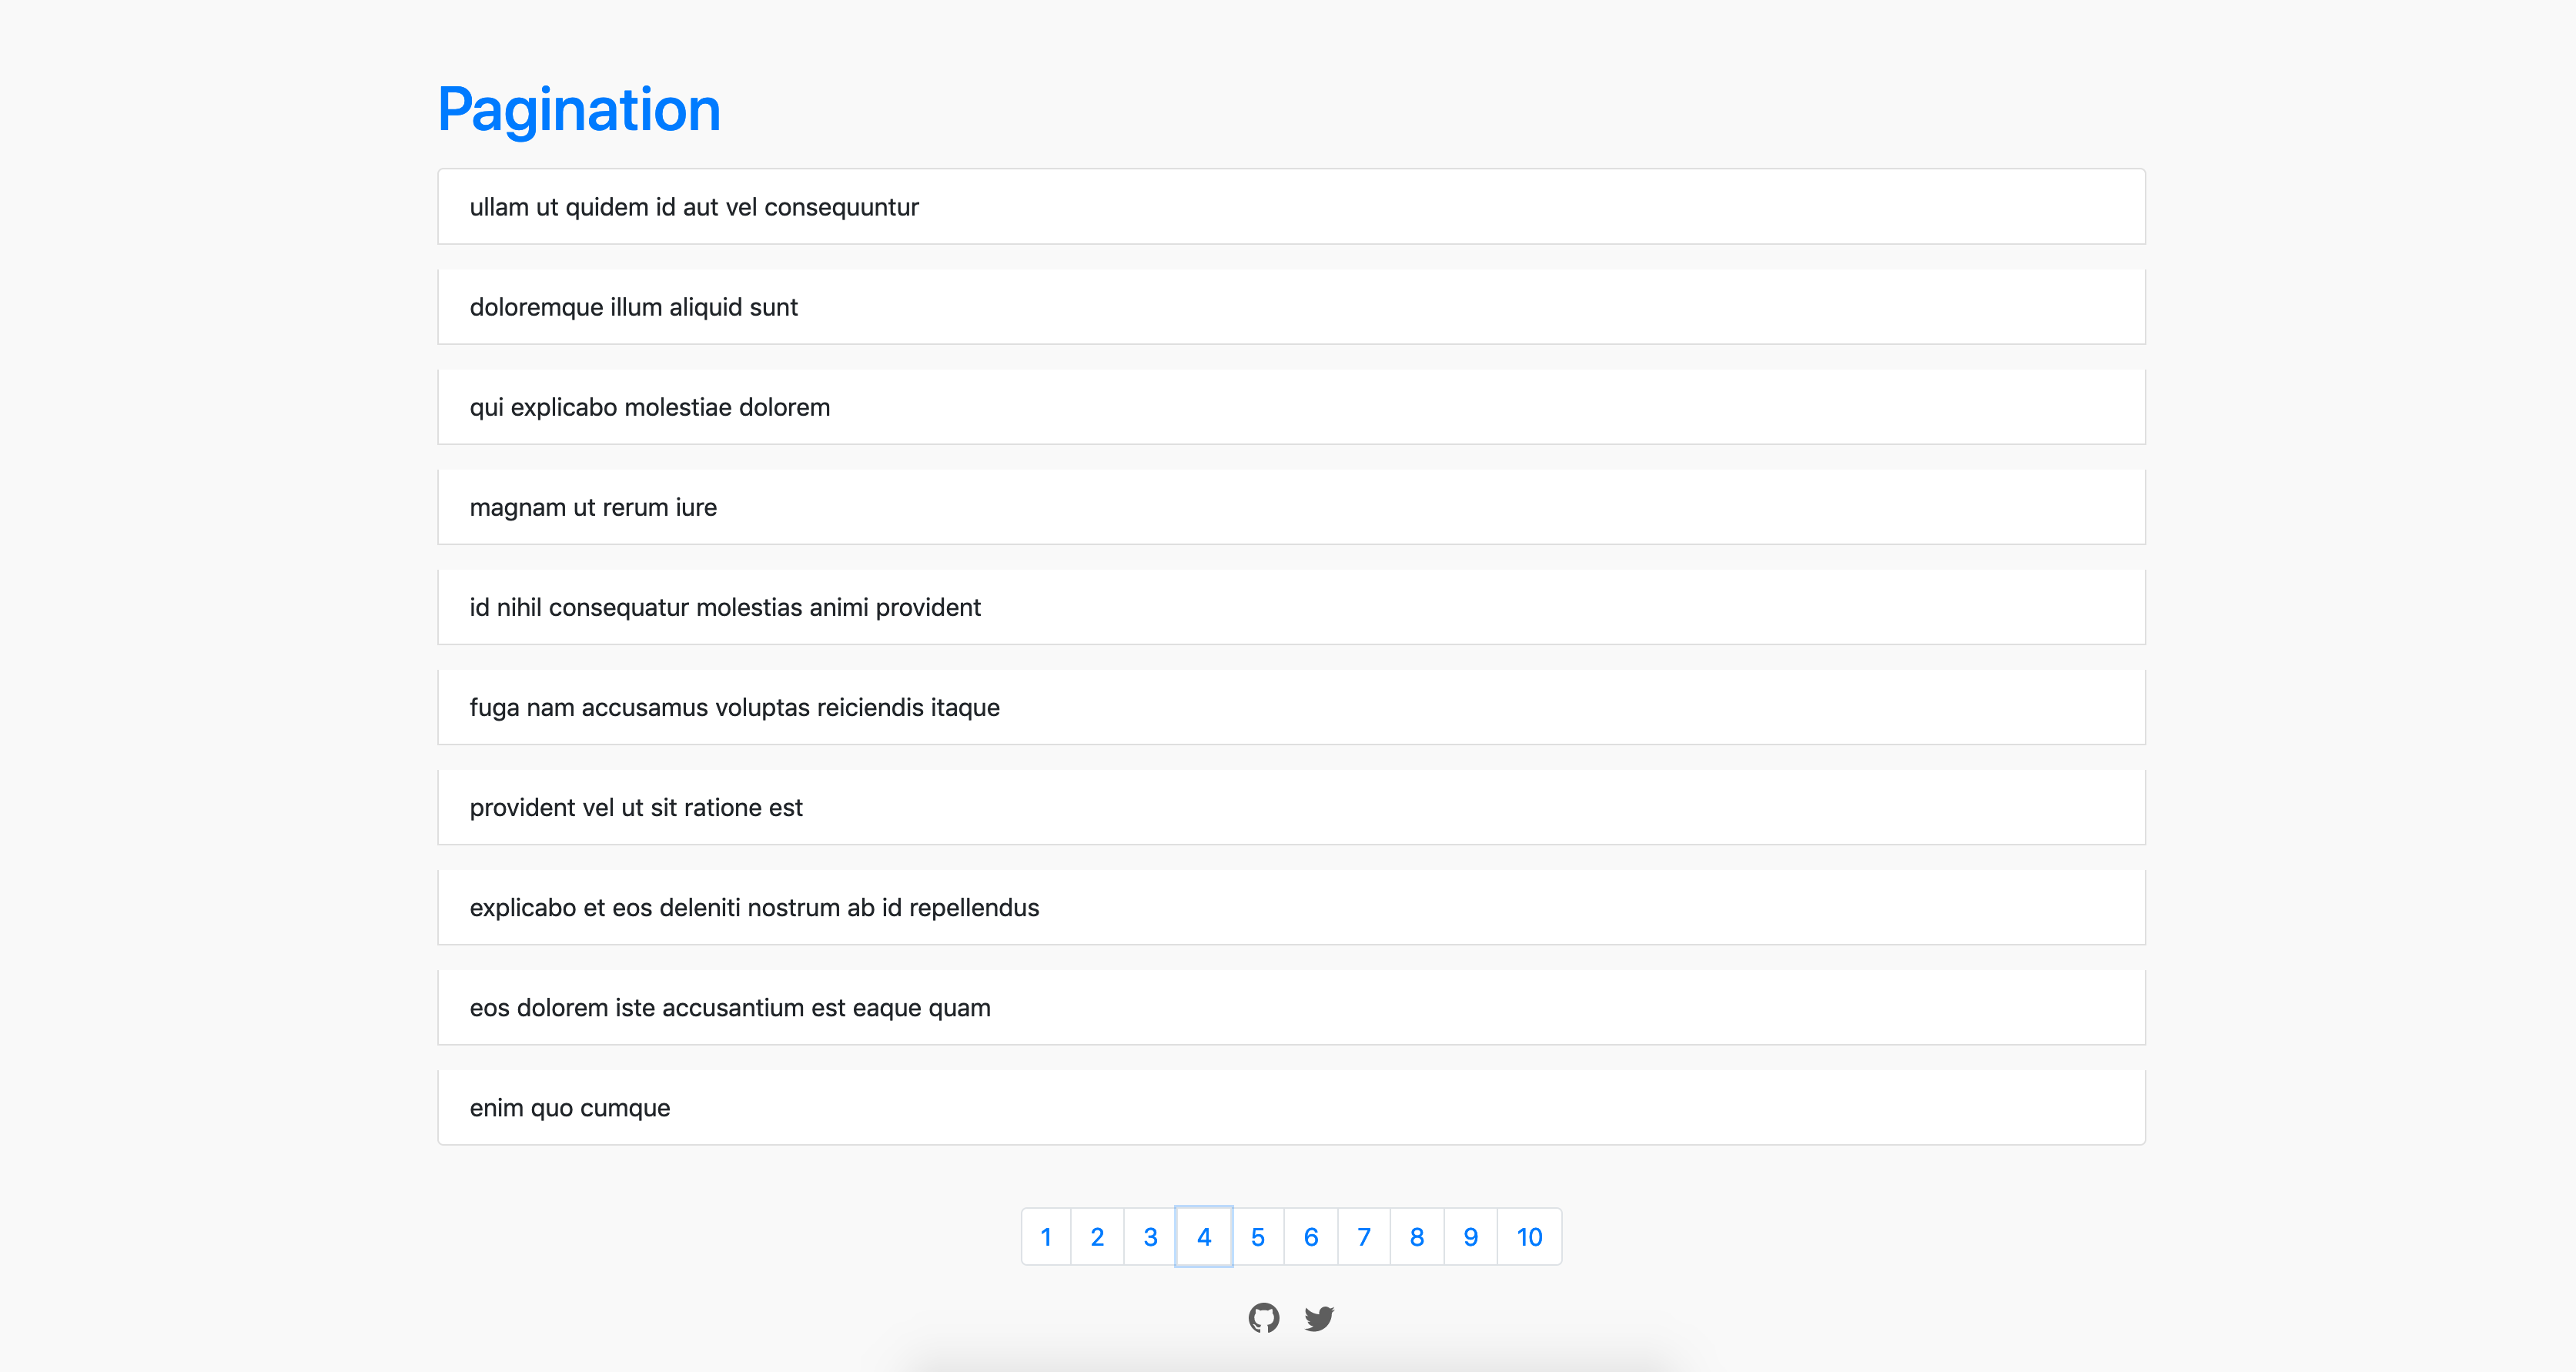 Pagination
ullam ut quidem id aut vel consequuntur
doloremque illum aliquid sunt
qui explicabo molestiae dolorem
magnam ut rerum iure
id nihil consequatur molestias animi provident
fuga nam accusamus voluptas reiciendis itaque
provident vel ut sit ratione est
explicabo et eos deleniti nostrum ab id repellendus
eos dolorem iste accusantium est eaque quam
enim quo cumque
1 2 3 4 5 6 7 8 9 10